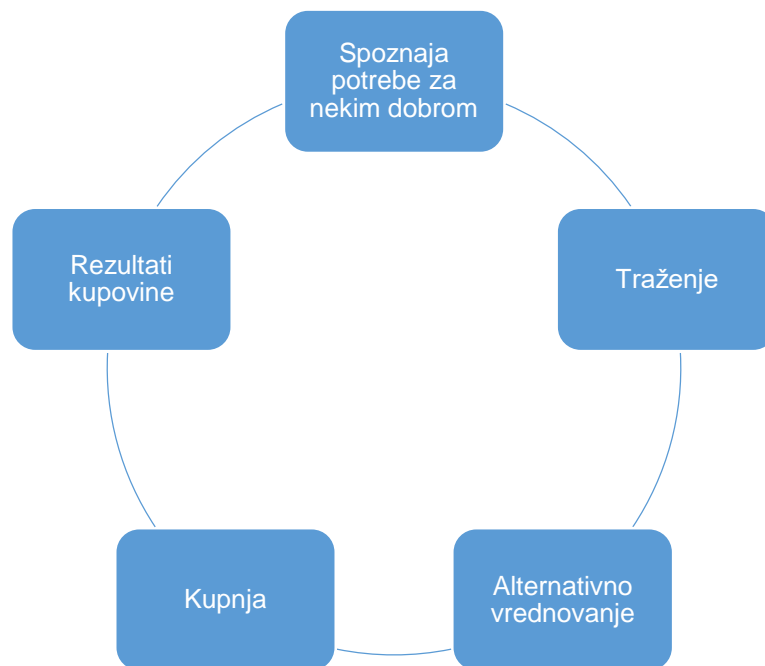 Spoznaja
potrebe za
nekim dobrom
Traženje
Alternativno
vrednovanje
Kupnja
Rezultati
kupovine